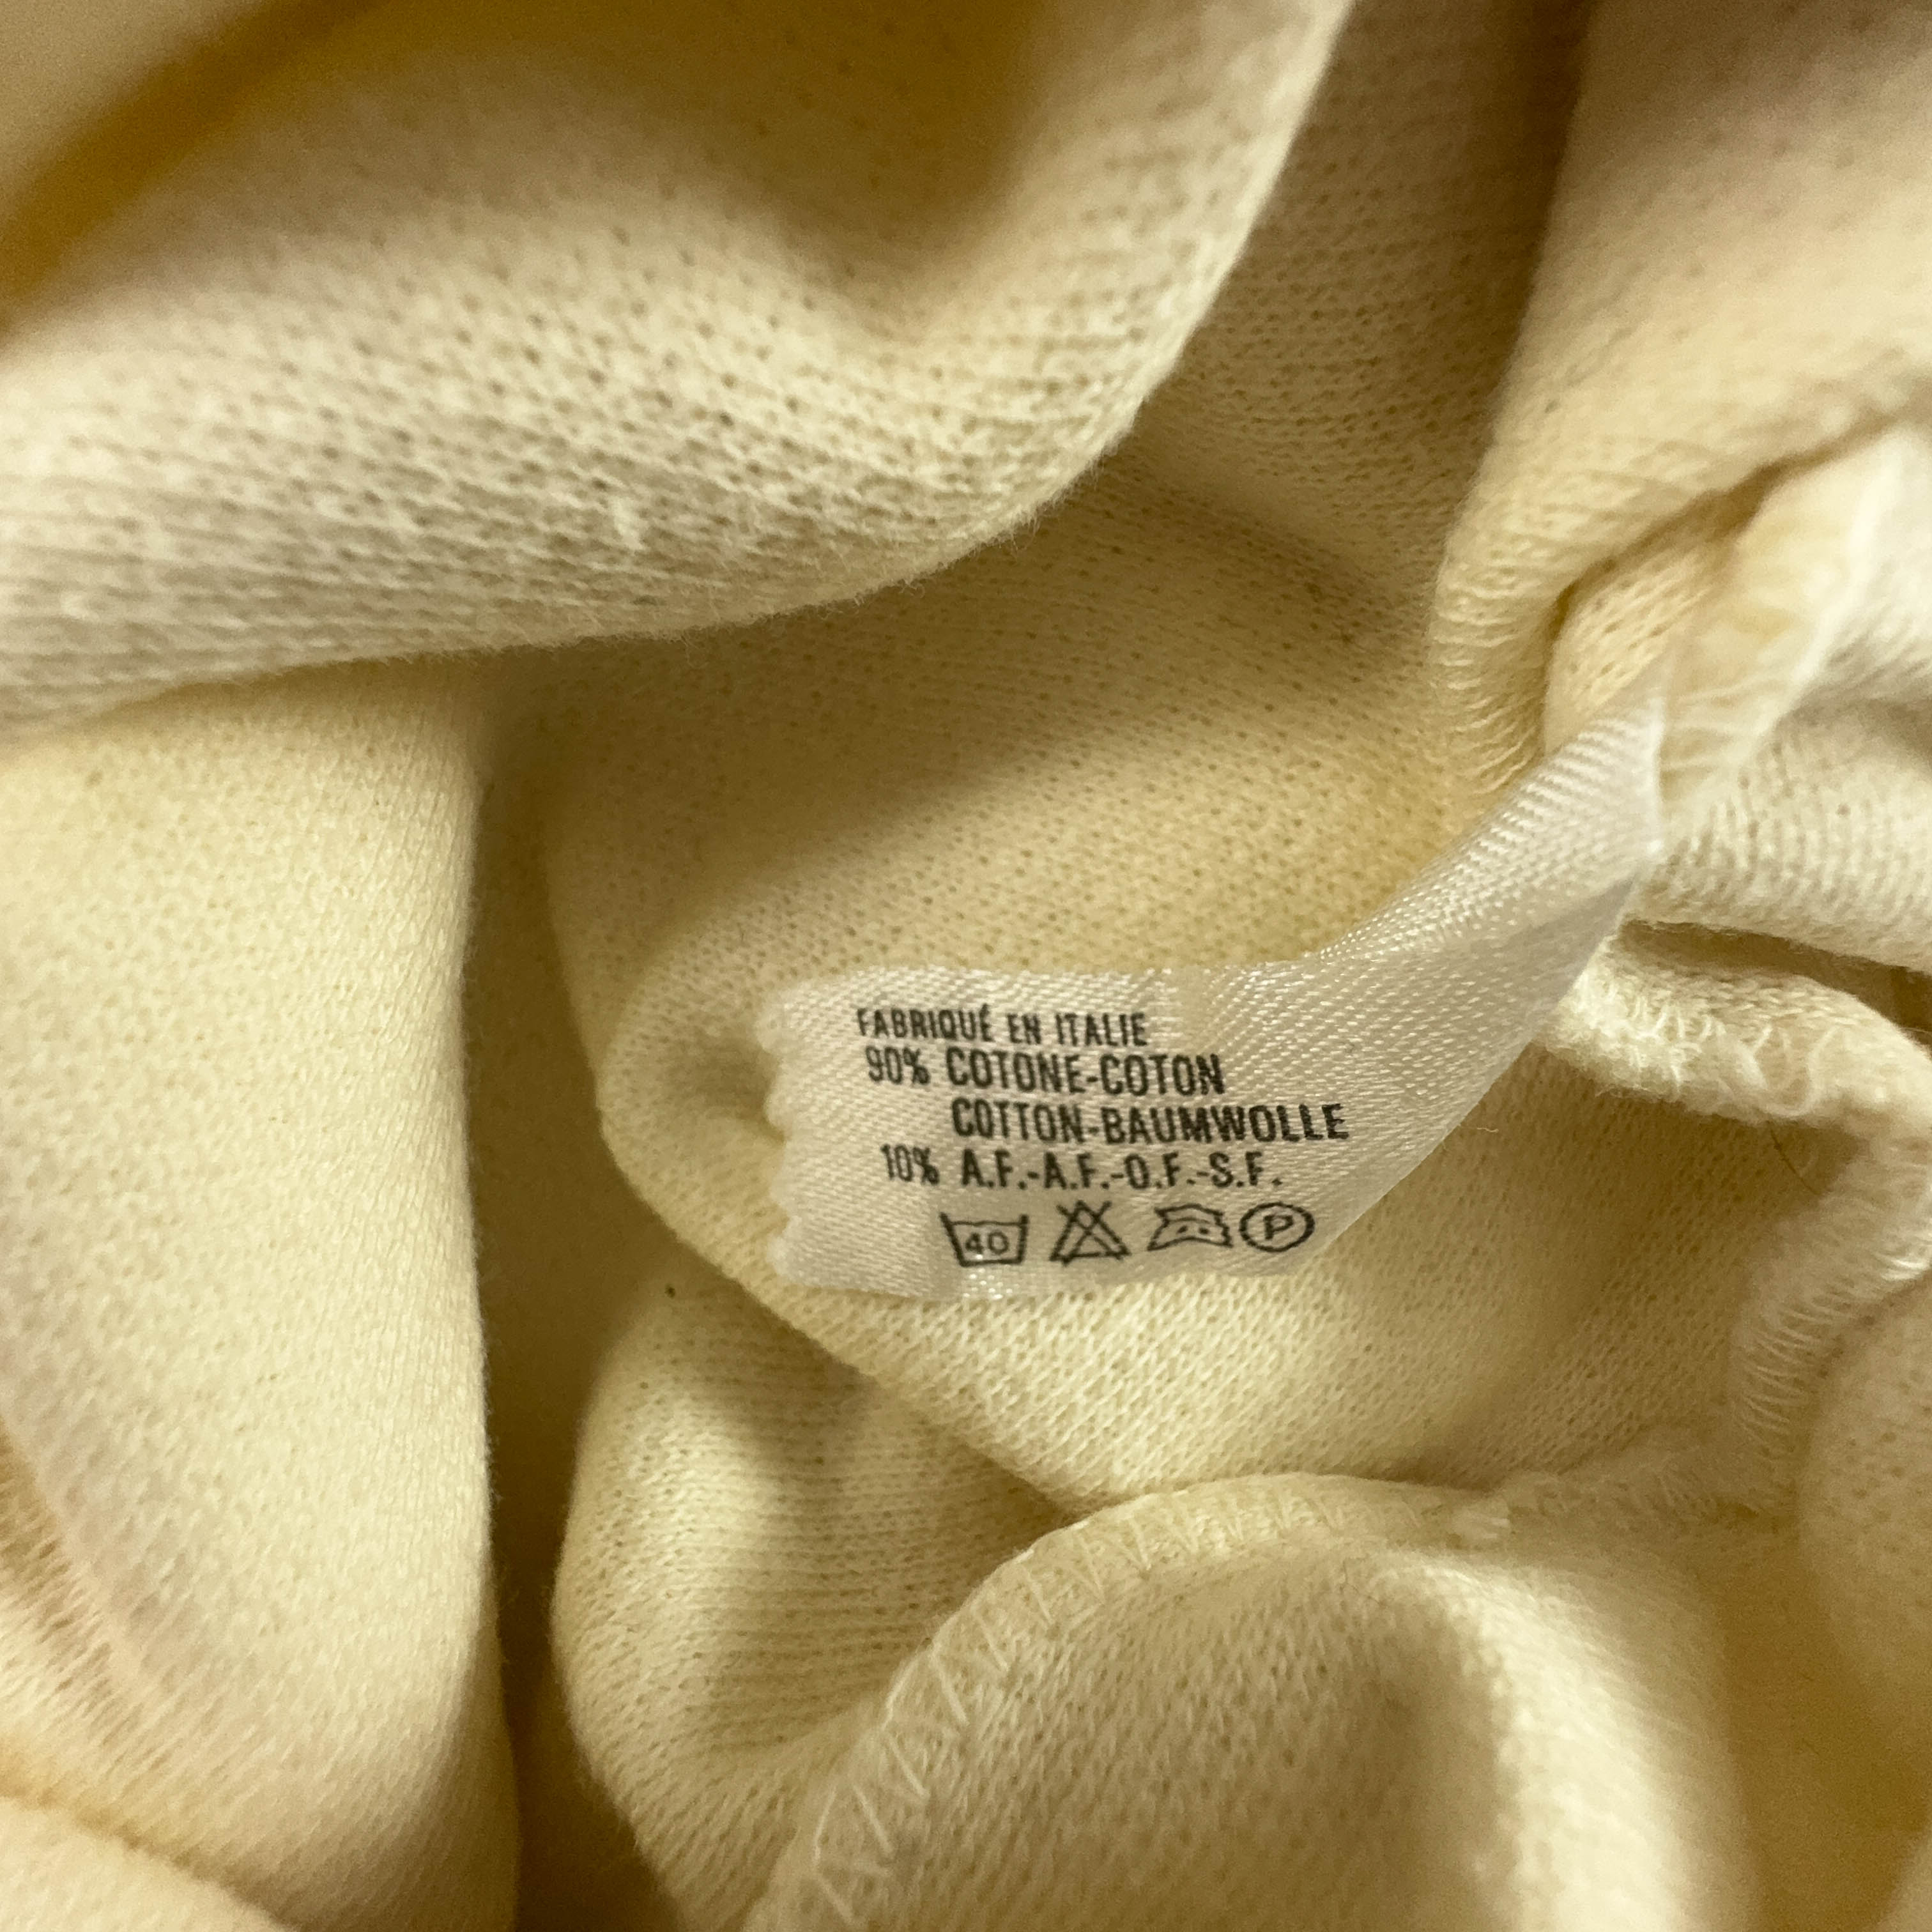 FABRIQUÉ EN ITALIE
90% COTONE-COTON
COTTON-BAUMWOLLE
10% A.F.-A.F.-O.F.-S.F.
40 P